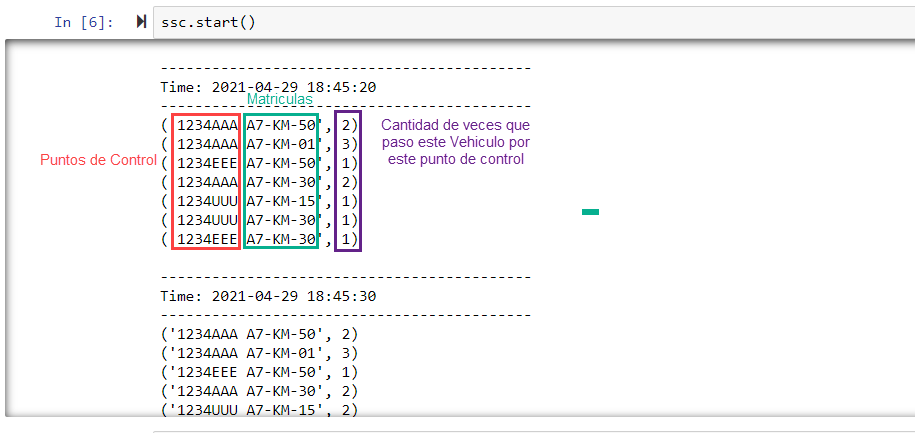 In [6]: ssc.start()
-------------------------------------------
Time: 2021-04-29 18:45:20
Matriculas
-------------------------------------------
( 1234AAA A7-KM-50', 2)
( 1234AAA A7-KM-01', 3)
( 1234EEE A7-KM-50', 1)
( 1234AAA A7-KM-30', 2)
( 1234UUU A7-KM-15', 1)
( 1234UUU A7-KM-30', 1)
( 1234EEE A7-KM-30', 1)
Puntos de Control
Cantidad de veces que
paso este Vehiculo por
este punto de control
-------------------------------------------
Time: 2021-04-29 18:45:30
-------------------------------------------
('1234AAA A7-KM-50', 2)
('1234AAA A7-KM-01', 3)
('1234EEE A7-KM-50', 1)
('1234AAA A7-KM-30', 2)
('1234UUU A7-KM-15', 2)